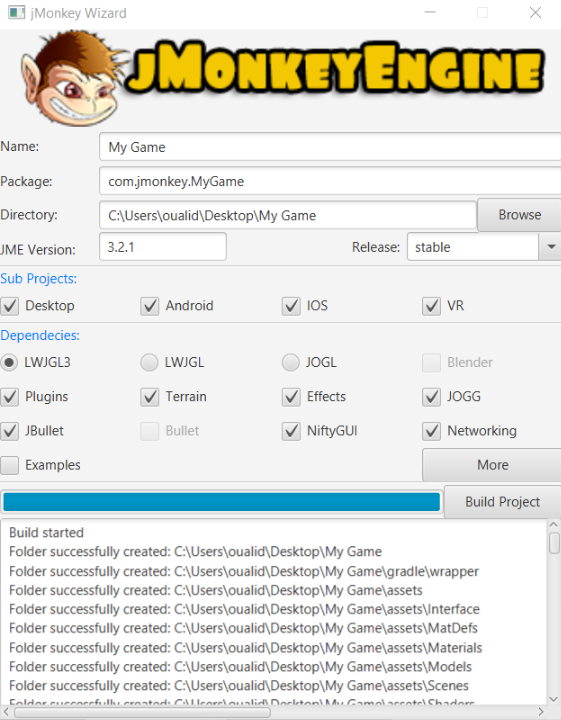 jMonkey Wizard
jMonkeyEngine
Name: My Game
Package: com.jmonkey.MyGame
Directory: C:\Users\oualid\Desktop\My Game Browse
JME Version: 3.2.1 Release: stable
Sub Projects:
Desktop Android IOS VR
Dependecies:
LWJGL3 LWJGL JOGL Blender
Plugins Terrain Effects JOGG
JBullet Bullet NiftyGUI Networking
Examples More
Build Project
Build started
Folder successfully created: C:\Users\oualid\Desktop\My Game
Folder successfully created: C:\Users\oualid\Desktop\My Game\gradle\wrapper
Folder successfully created: C:\Users\oualid\Desktop\My Game\assets
Folder successfully created: C:\Users\oualid\Desktop\My Game\assets\Interface
Folder successfully created: C:\Users\oualid\Desktop\My Game\assets\MatDefs
Folder successfully created: C:\Users\oualid\Desktop\My Game\assets\Materials
Folder successfully created: C:\Users\oualid\Desktop\My Game\assets\Models
Folder successfully created: C:\Users\oualid\Desktop\My Game\assets\Scenes
Folder successfully created: C:\Users\oualid\Desktop\My Game\assets\Shaders